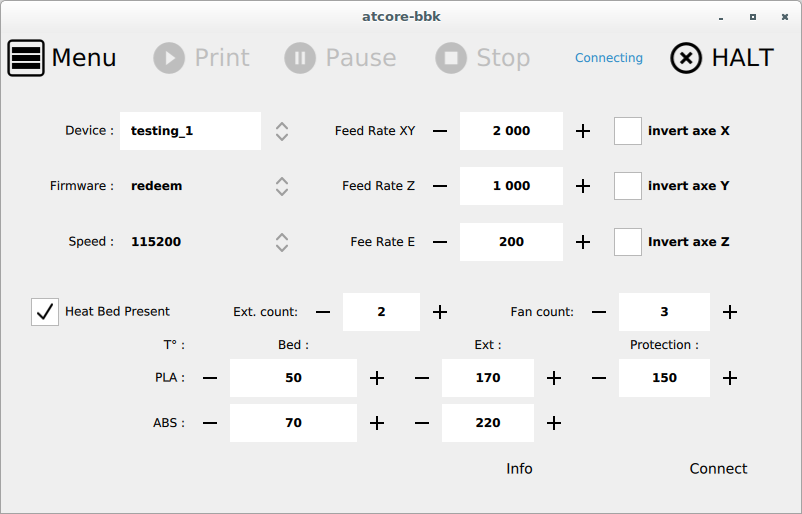 atcore-bbk
Menu Print Pause Stop Connecting HALT
Device : testing_1 Feed Rate XY 2 000 invert axe X
Firmware : redeem Feed Rate Z 1 000 invert axe Y
Speed : 115200 Fee Rate E 200 Invert axe Z
Heat Bed Present Ext. count: 2 Fan count: 3
T° : Bed : Ext : Protection :
PLA : 50 170 150
ABS : 70 220
Info Connect